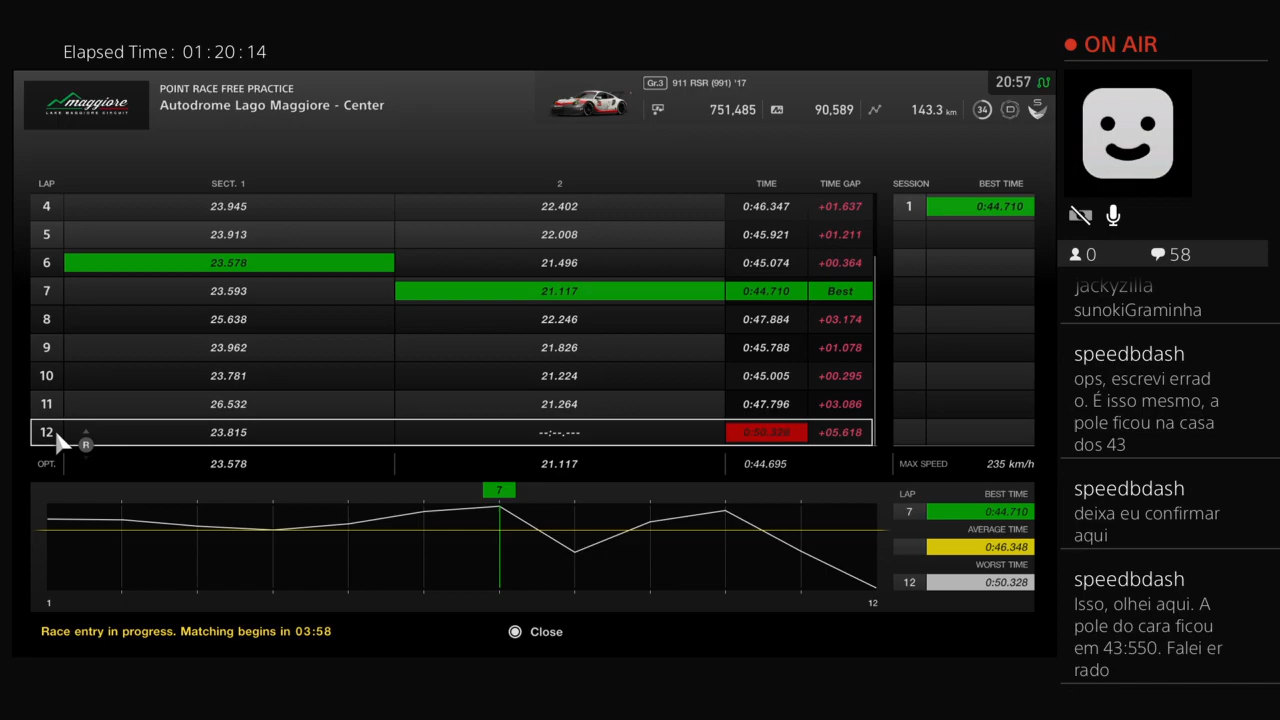 Elapsed Time: 01:20:14
ON AIR
maggiore
LAKE MAGGIORE CIRCUIT
POINT RACE FREE PRACTICE
Autodrome Lago Maggiore - Center
Gr.3 911 RSR (991) '17
751,485 90,589 143.3 km 34 D S
20:57
LAP SECT. 1 2 TIME TIME GAP SESSION BEST TIME
4 23.945 22.402 0:46.347 +01.637 1 0:44.710
5 23.913 22.008 0:45.921 +01.211
6 23.578 21.496 0:45.074 +00.364
7 23.593 21.117 0:44.710 Best
8 25.638 22.246 0:47.884 +03.174
9 23.962 21.826 0:45.788 +01.078
10 23.781 21.224 0:45.005 +00.295
11 26.532 21.264 0:47.796 +03.086
12 23.815 --:--.--- 0:50.328 +05.618
R
OPT. 23.578 21.117 0:44.695 MAX SPEED 235 km/h
7
LAP BEST TIME
7 0:44.710
AVERAGE TIME
0:46.348
WORST TIME
12 0:50.328
1 12
Race entry in progress. Matching begins in 03:58
Close
0 58
jackyzilla
sunokiGraminha
speedbdash
ops, escrevi errad
o. É isso mesmo, a
pole ficou na casa
dos 43
speedbdash
deixa eu confirmar
aqui
speedbdash
Isso, olhei aqui. A
pole do cara ficou
em 43:550. Falei er
rado